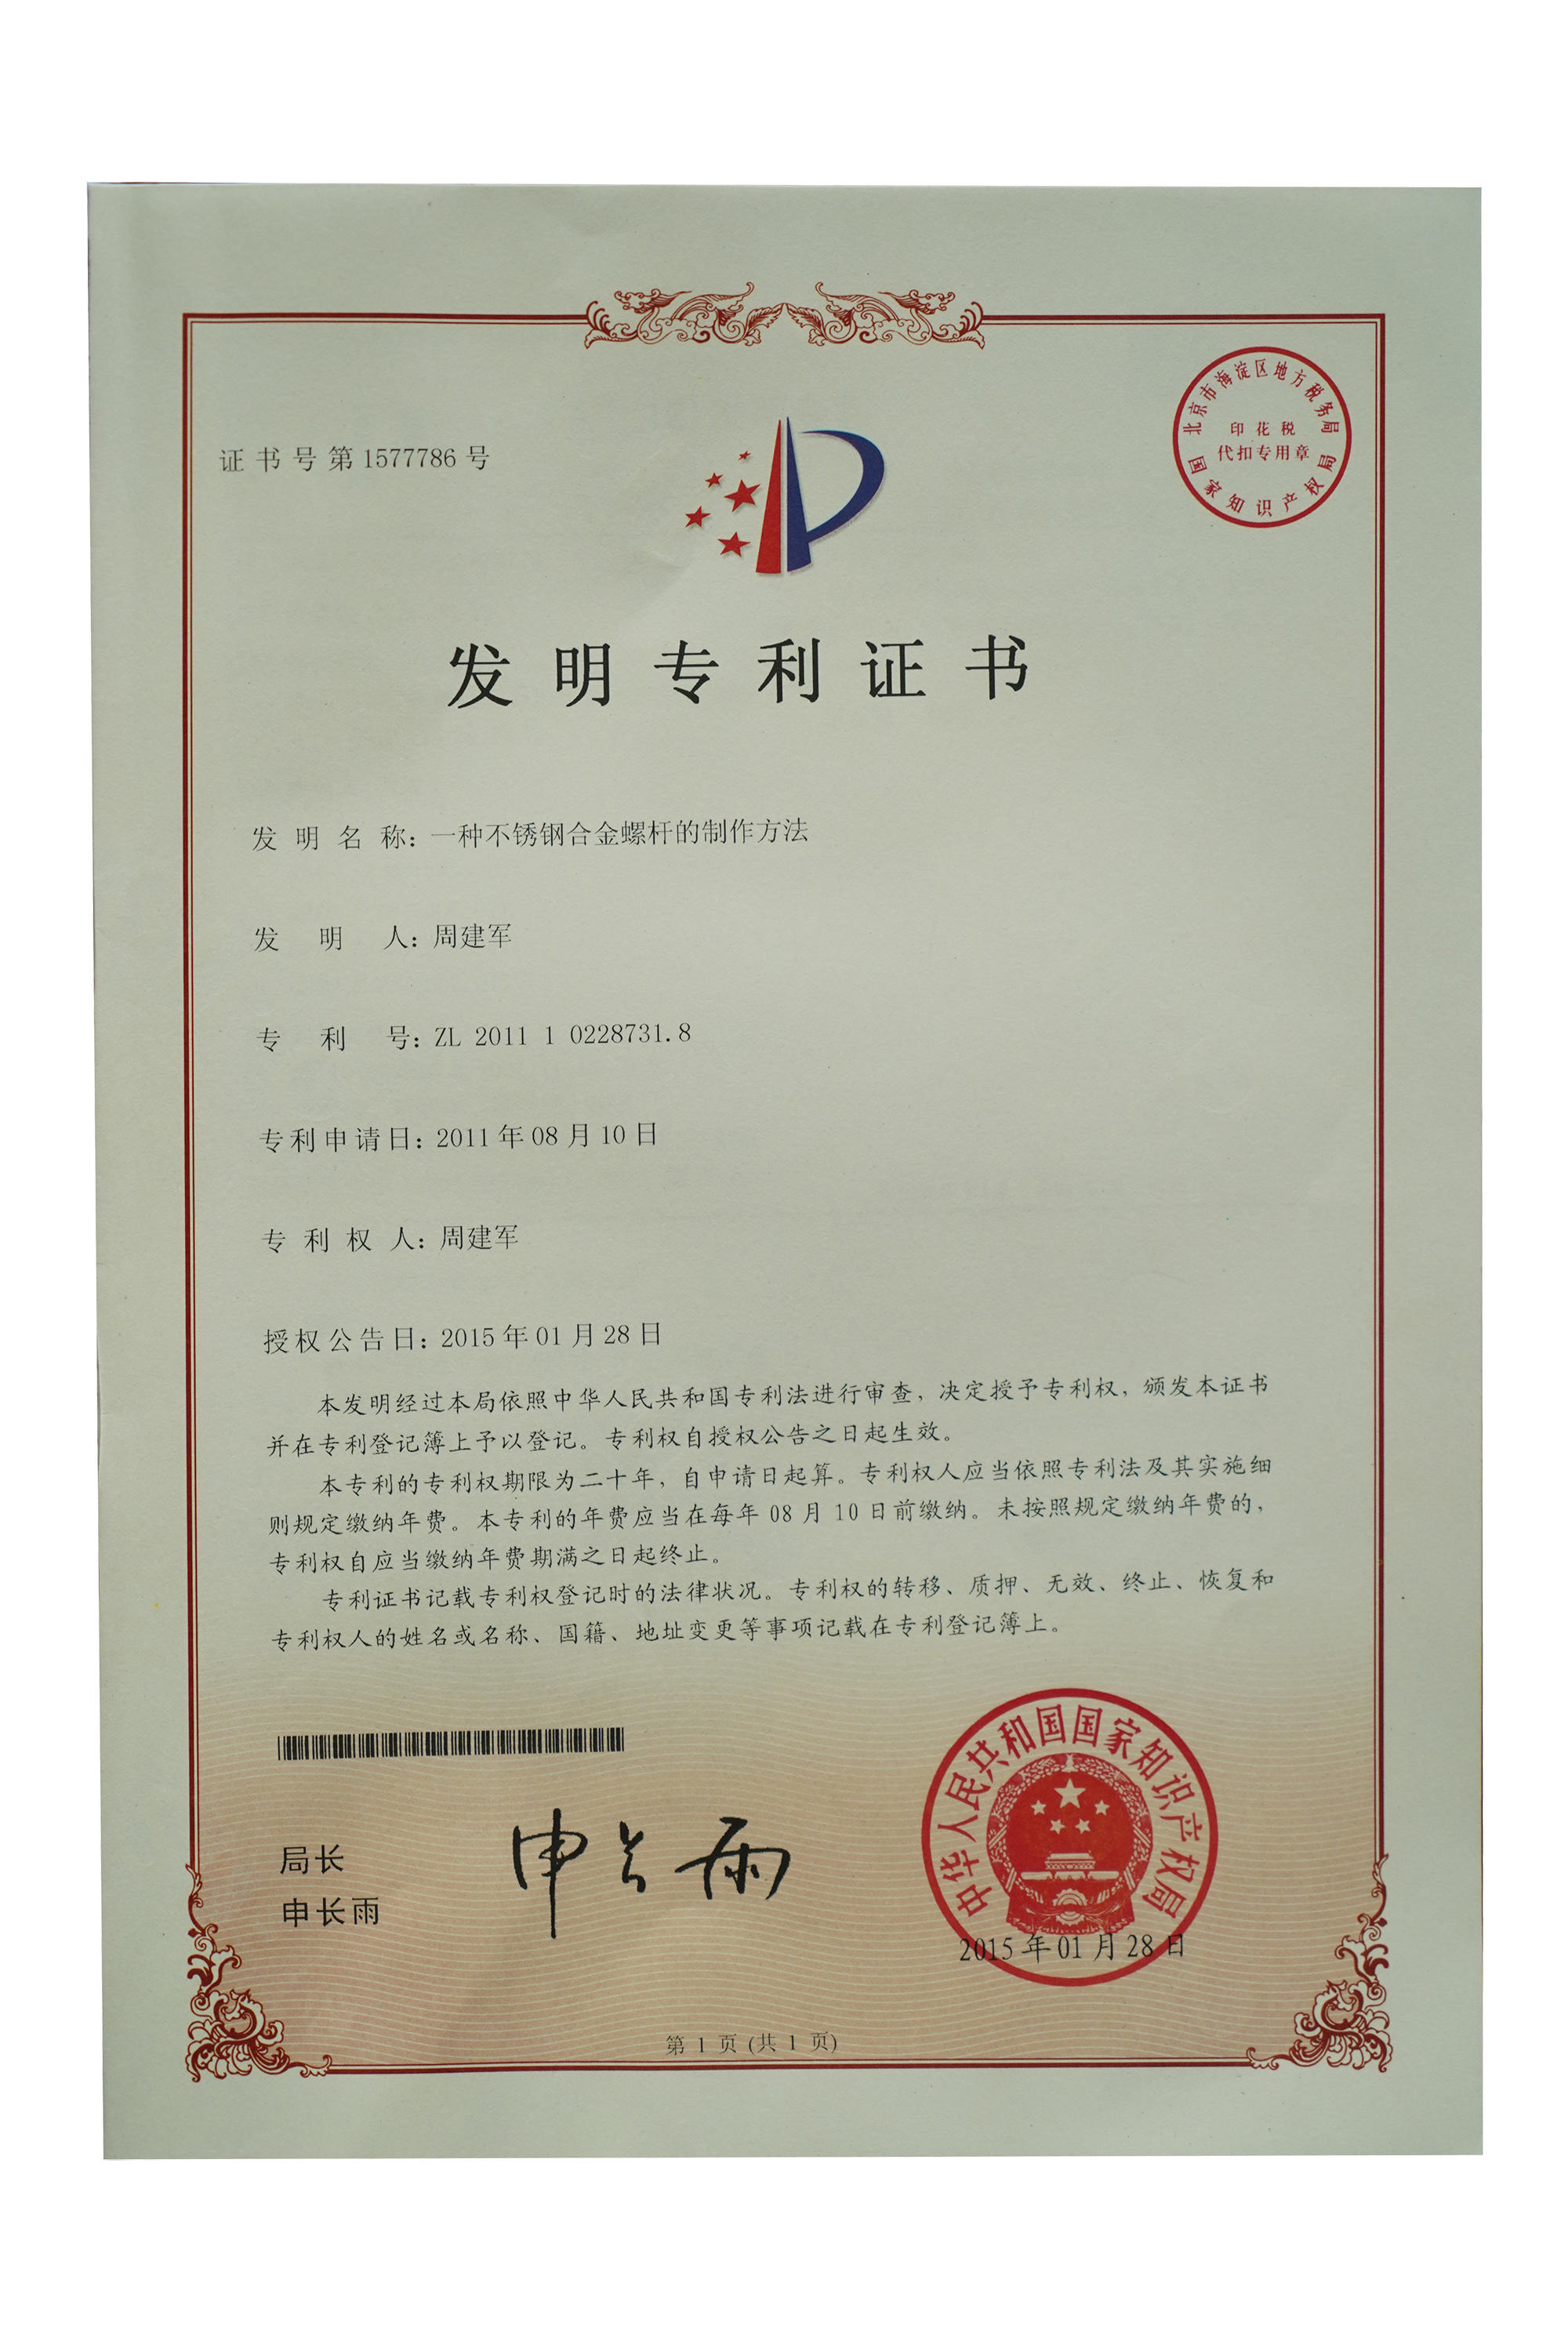 北京市海淀区地方税务局
印花税
代扣专用章
国家知识产权局
证书号第1577786号
发明专利证书
发明名称：一种不锈钢合金螺杆的制作方法
发明人：周建军
专利号：ZL 2011 1 0228731.8
专利申请日：2011年08月10日
专利权人：周建军
授权公告日：2015年01月28日
本发明经过本局依照中华人民共和国专利法进行审查，决定授予专利权，颁发本证书
并在专利登记簿上予以登记。专利权自授权公告之日起生效。
本专利的专利权期限为二十年，自申请日起算。专利权人应当依照专利法及其实施细
则规定缴纳年费。本专利的年费应当在每年08月10日前缴纳。未按照规定缴纳年费的，
专利权自应当缴纳年费期满之日起终止。
专利证书记载专利权登记时的法律状况。专利权的转移、质押、无效、终止、恢复和
专利权人的姓名或名称、国籍、地址变更等事项记载在专利登记簿上。
局长
申长雨
申长雨
中华人民共和国国家知识产权局
2015年01月28日
第1页(共1页)